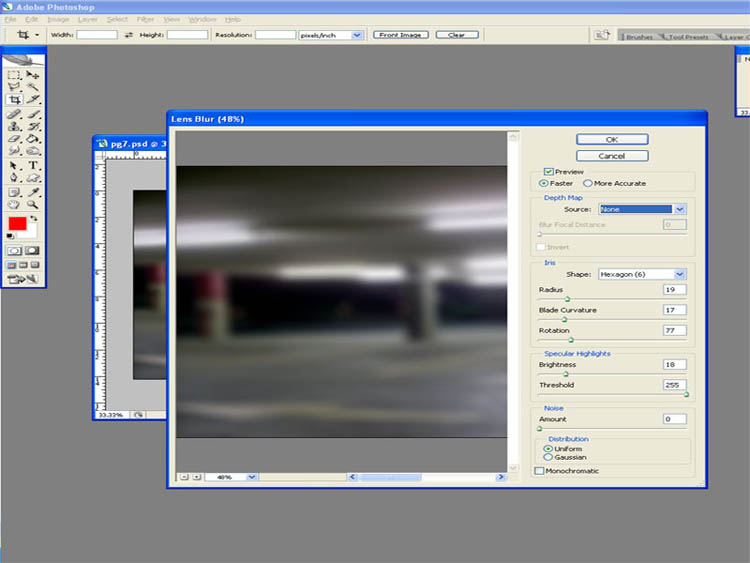 Adobe Photoshop
File Edit Image Layer Select Filter View Window Help
Width: Height: Resolution: pixels/inch Front Image Clear Brushes Tool Presets Layer C
Lens Blur (48%)
pg7.psd @ 3
OK
Cancel
Preview
Faster More Accurate
Depth Map
Source: None
Blur Focal Distance 0
Invert
Iris
Shape: Hexagon (6)
Radius 19
Blade Curvature 17
Rotation 77
Specular Highlights
Brightness 18
Threshold 255
Noise
Amount 0
Distribution
Uniform
Gaussian
Monochromatic
33.33%
48%